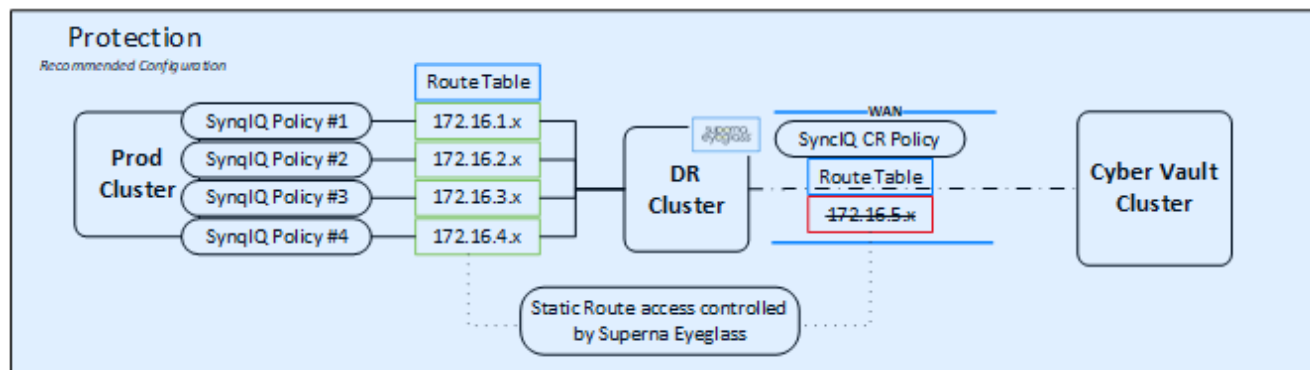 Protection
Recommended Configuration
Route Table
SynqIQ Policy #1
172.16.1.x
SynqIQ Policy #2
172.16.2.x
SynqIQ Policy #3
172.16.3.x
SynqIQ Policy #4
172.16.4.x
Prod
Cluster
superna
eyeglass
DR
Cluster
WAN
SyncIQ CR Policy
Route Table
172.16.5.x
Cyber Vault
Cluster
Static Route access controlled
by Superna Eyeglass